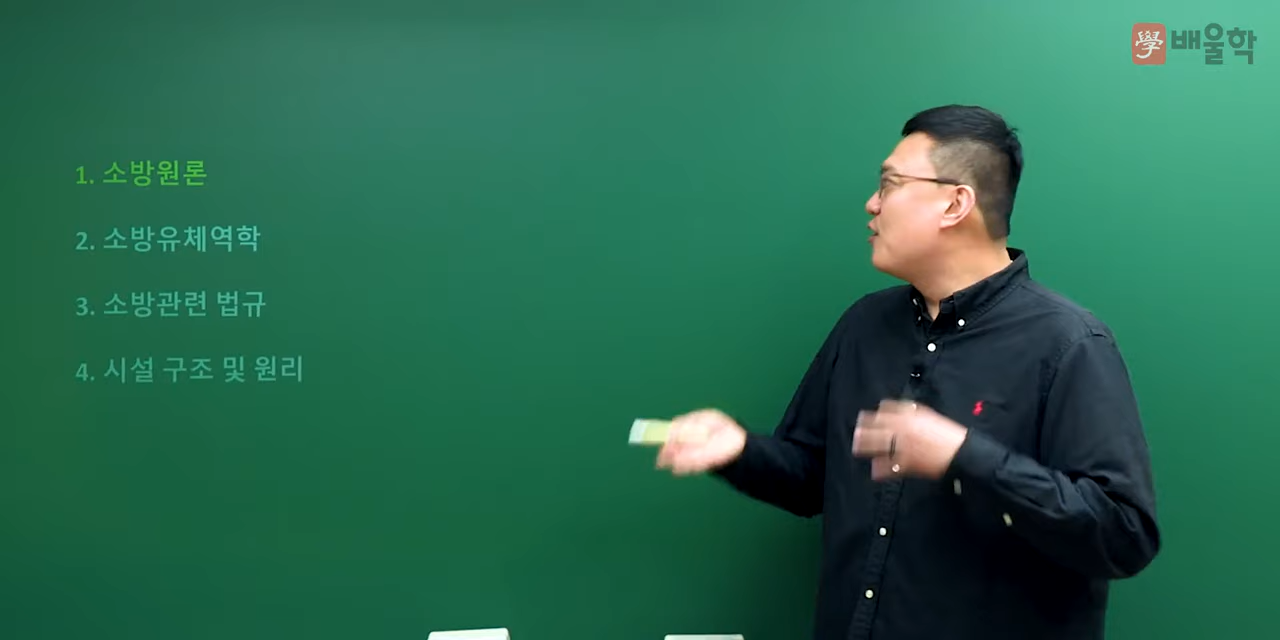 學 배울학
1. 소방원론
2. 소방유체역학
3. 소방관련 법규
4. 시설 구조 및 원리